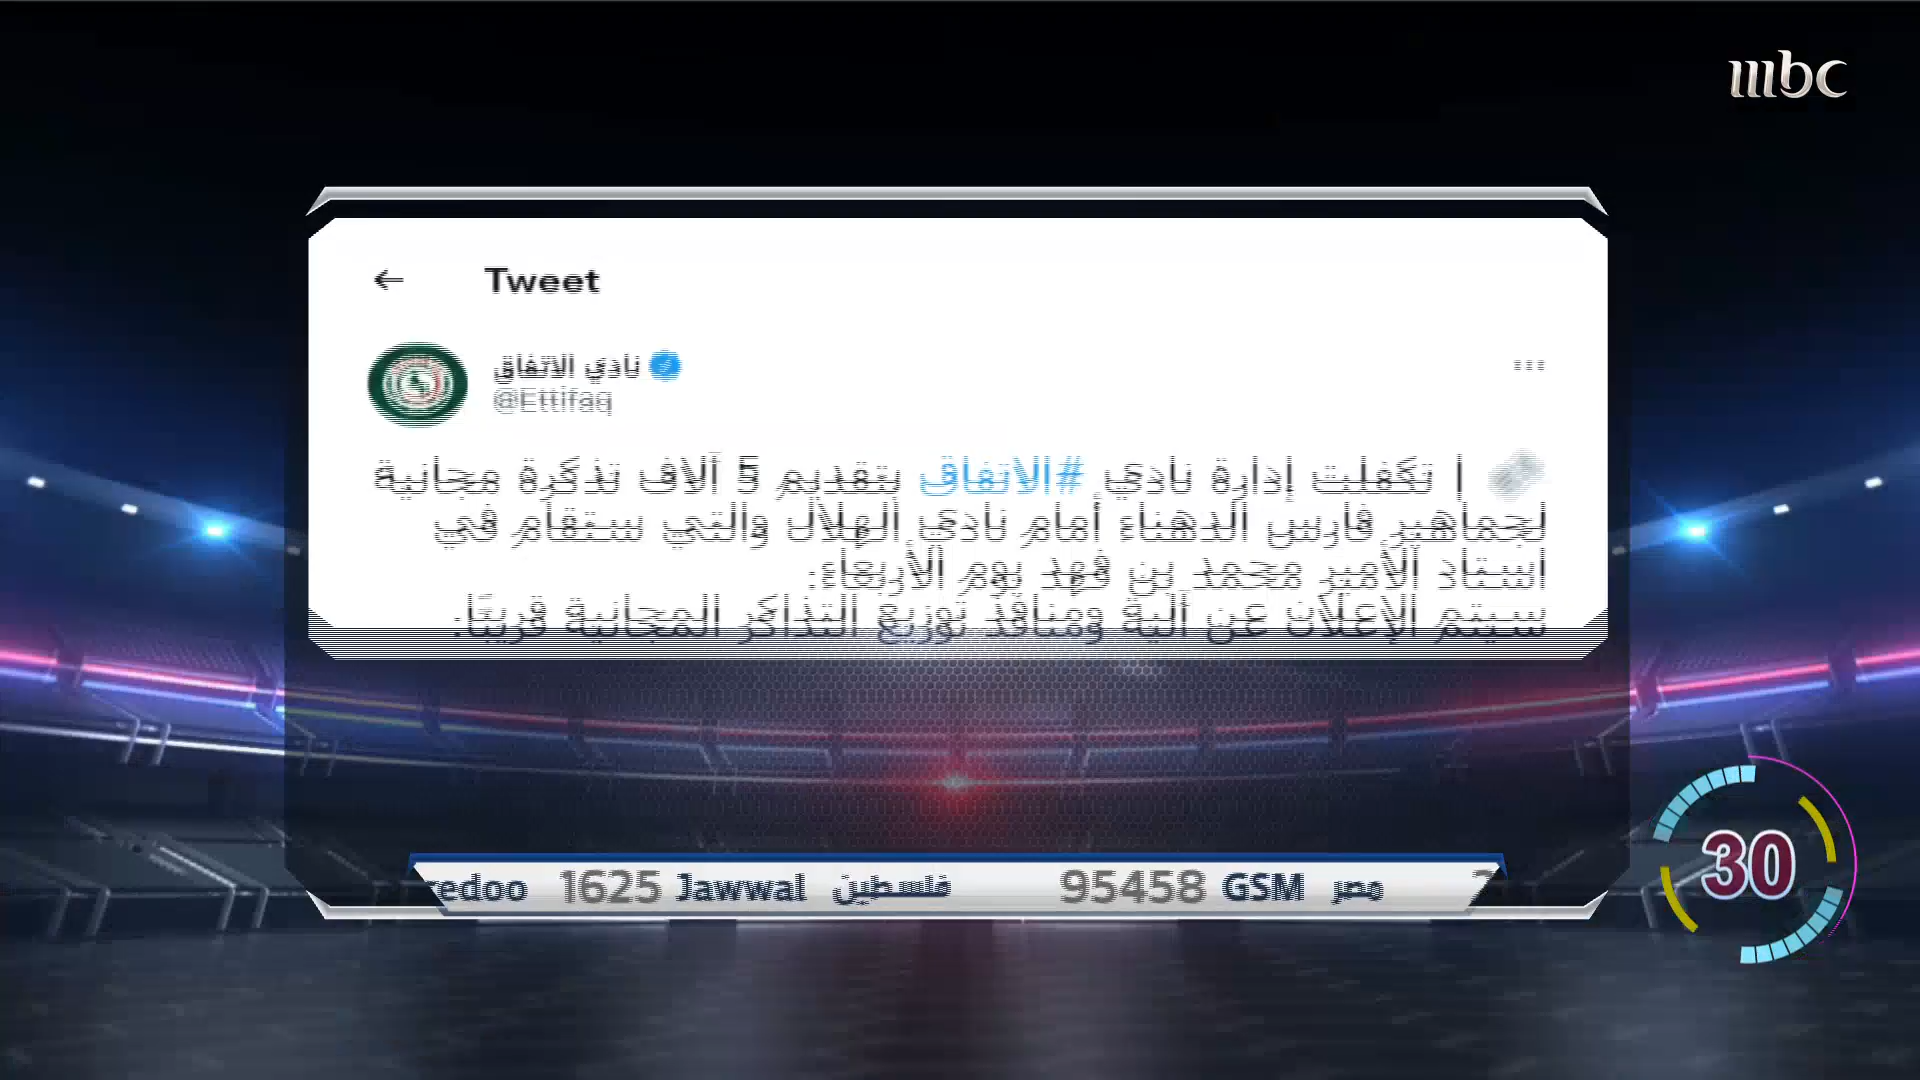 mbc
Tweet
نادي الاتفاق
@Ettifaq
| تكفلت إدارة نادي #الاتفاق بتقديم 5 آلاف تذكرة مجانية
لجماهير فارس الدهناء أمام نادي الهلال والتي ستقام في
استاد الأمير محمد بن فهد يوم الأربعاء.
سيتم الإعلان عن آلية ومنافذ توزيع التذاكر المجانية قريبًا.
edoo 1625 Jawwal فلسطين 95458 GSM مصر
30